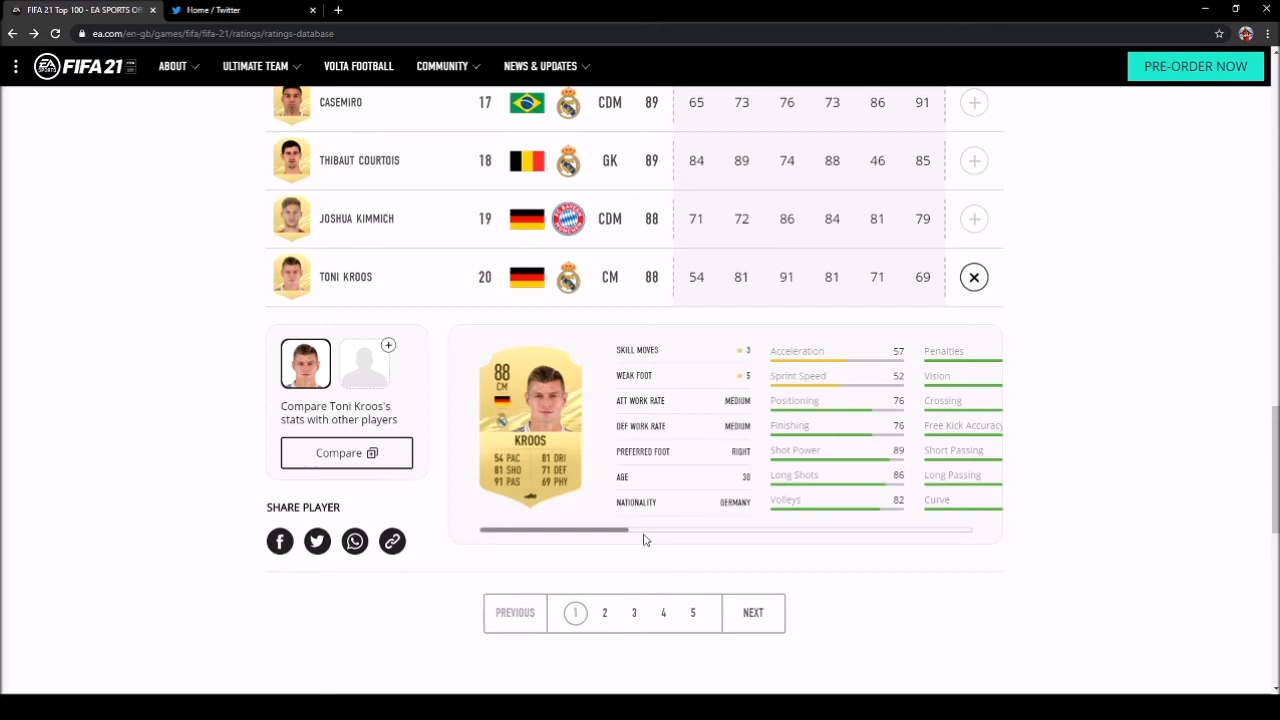 FIFA 21 Top 100 - EA SPORTS Off
Home / Twitter
ea.com/en-gb/games/fifa/fifa-21/ratings/ratings-database
EA SPORTS FIFA 21 ABOUT ULTIMATE TEAM VOLTA FOOTBALL COMMUNITY NEWS & UPDATES PRE-ORDER NOW
CASEMIRO 17 CDM 89 65 73 76 73 86 91
THIBAUT COURTOIS 18 GK 89 84 89 74 88 46 85
JOSHUA KIMMICH 19 CDM 88 71 72 86 84 81 79
TONI KROOS 20 CM 88 54 81 91 81 71 69
Compare Toni Kroos's
stats with other players
Compare
SHARE PLAYER
88
CM
KROOS
54 PAC 81 DRI
81 SHO 71 DEF
91 PAS 69 PHY
SKILL MOVES 3
WEAK FOOT 5
ATT WORK RATE MEDIUM
DEF WORK RATE MEDIUM
PREFERRED FOOT RIGHT
AGE 30
NATIONALITY GERMANY
Acceleration 57
Sprint Speed 52
Positioning 76
Finishing 76
Shot Power 89
Long Shots 86
Volleys 82
Penalties
Vision
Crossing
Free Kick Accuracy
Short Passing
Long Passing
Curve
PREVIOUS 1 2 3 4 5 NEXT